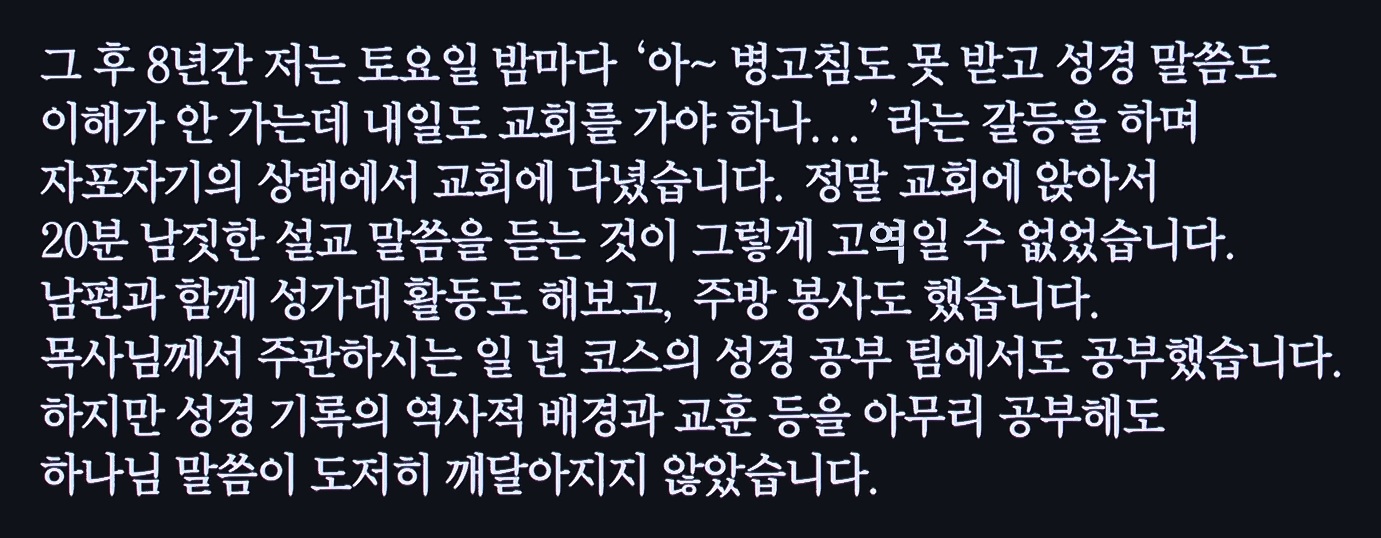 그 후 8년간 저는 토요일 밤마다 ‘아~ 병고침도 못 받고 성경 말씀도
이해가 안 가는데 내일도 교회를 가야 하나…’라는 갈등을 하며
자포자기의 상태에서 교회에 다녔습니다. 정말 교회에 앉아서
20분 남짓한 설교 말씀을 듣는 것이 그렇게 고역일 수 없었습니다.
남편과 함께 성가대 활동도 해보고, 주방 봉사도 했습니다.
목사님께서 주관하시는 일 년 코스의 성경 공부 팀에서도 공부했습니다.
하지만 성경 기록의 역사적 배경과 교훈 등을 아무리 공부해도
하나님 말씀이 도저히 깨달아지지 않았습니다.